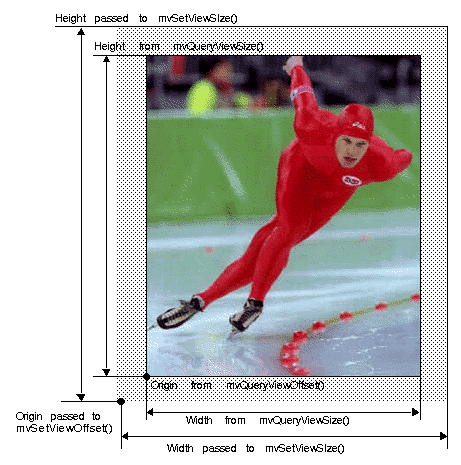 Height passed to mvSetViewSize()
Height from mvQueryViewSize()
Origin from mvQueryViewOffset()
Origin passed to
mvSetViewOffset()
Width from mvQueryViewSize()
Width passed to mvSetViewSize()